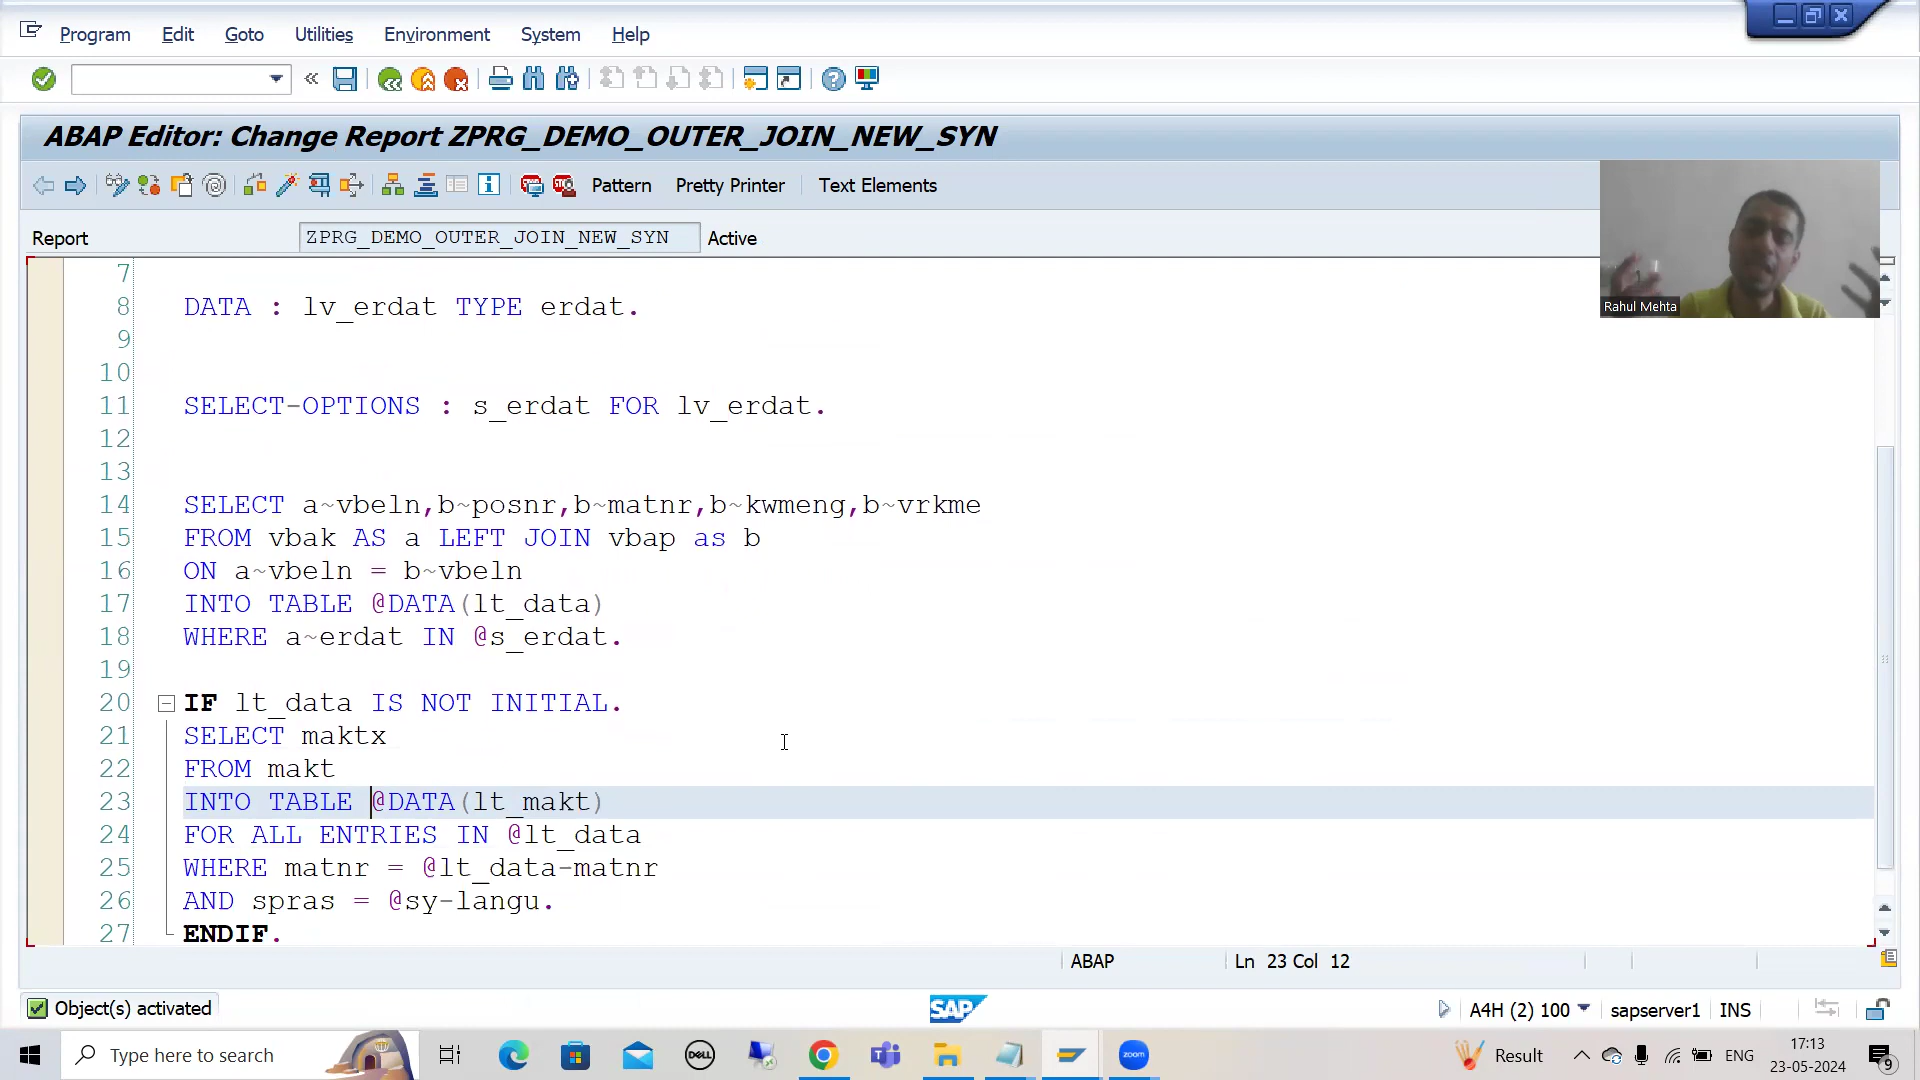 Program Edit Goto Utilities Environment System Help
ABAP Editor: Change Report ZPRG_DEMO_OUTER_JOIN_NEW_SYN
Pattern Pretty Printer Text Elements
Report ZPRG_DEMO_OUTER_JOIN_NEW_SYN Active
Rahul Mehta
7
8 DATA : lv_erdat TYPE erdat.
9
10
11 SELECT-OPTIONS : s_erdat FOR lv_erdat.
12
13
14 SELECT a~vbeln,b~posnr,b~matnr,b~kwmeng,b~vrkme
15 FROM vbak AS a LEFT JOIN vbap as b
16 ON a~vbeln = b~vbeln
17 INTO TABLE @DATA(lt_data)
18 WHERE a~erdat IN @s_erdat.
19
20 IF lt_data IS NOT INITIAL.
21 SELECT maktx
22 FROM makt
23 INTO TABLE @DATA(lt_makt)
24 FOR ALL ENTRIES IN @lt_data
25 WHERE matnr = @lt_data-matnr
26 AND spras = @sy-langu.
27 ENDIF.
ABAP Ln 23 Col 12
Object(s) activated SAP A4H (2) 100 sapserver1 INS
Type here to search DELL zoom Result ENG 17:13
23-05-2024 9